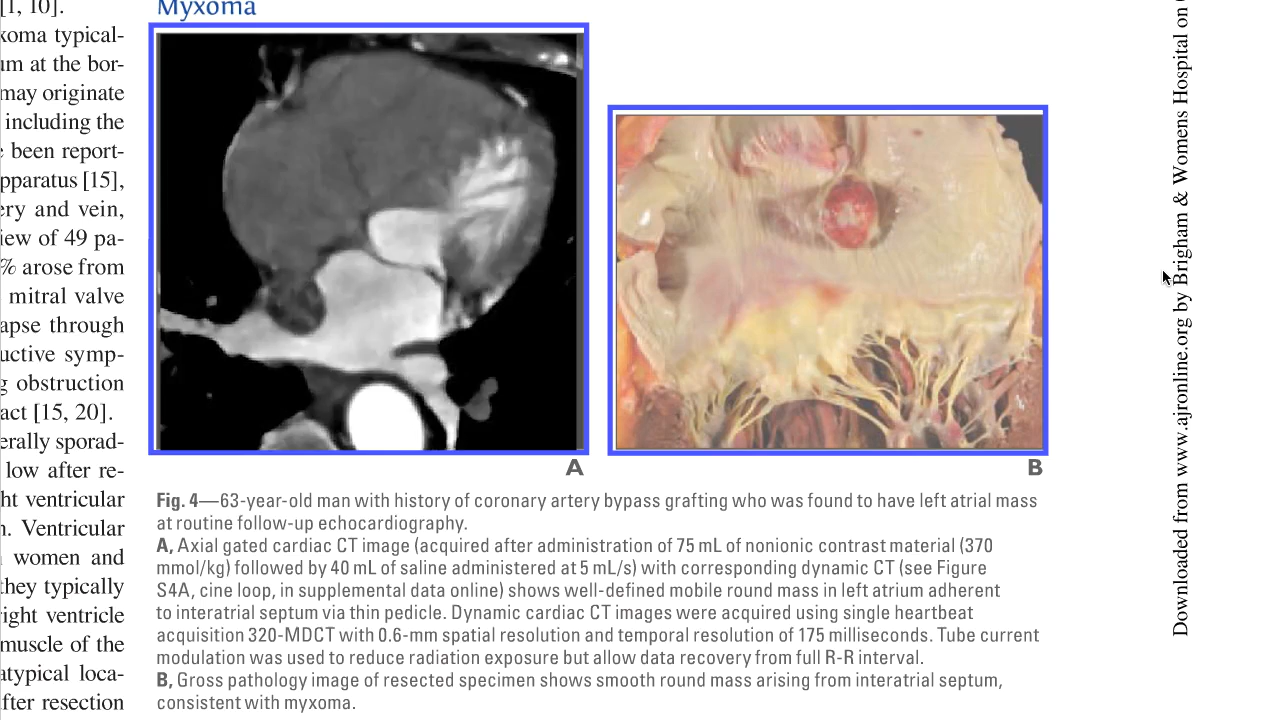 [1, 10].
xoma typical-
um at the bor-
may originate
including the
been report-
pparatus [15],
ery and vein,
iew of 49 pa-
% arose from
mitral valve
apse through
uctive symp-
g obstruction
act [15, 20].
erally sporad-
low after re-
ht ventricular
n. Ventricular
women and
they typically
right ventricle
muscle of the
atypical loca-
fter resection
Myxoma
A
B
Fig. 4—63-year-old man with history of coronary artery bypass grafting who was found to have left atrial mass
at routine follow-up echocardiography.
A, Axial gated cardiac CT image (acquired after administration of 75 mL of nonionic contrast material (370
mmol/kg) followed by 40 mL of saline administered at 5 mL/s) with corresponding dynamic CT (see Figure
S4A, cine loop, in supplemental data online) shows well-defined mobile round mass in left atrium adherent
to interatrial septum via thin pedicle. Dynamic cardiac CT images were acquired using single heartbeat
acquisition 320-MDCT with 0.6-mm spatial resolution and temporal resolution of 175 milliseconds. Tube current
modulation was used to reduce radiation exposure but allow data recovery from full R-R interval.
B, Gross pathology image of resected specimen shows smooth round mass arising from interatrial septum,
consistent with myxoma.
Downloaded from www.ajronline.org by Brigham & Womens Hospital on